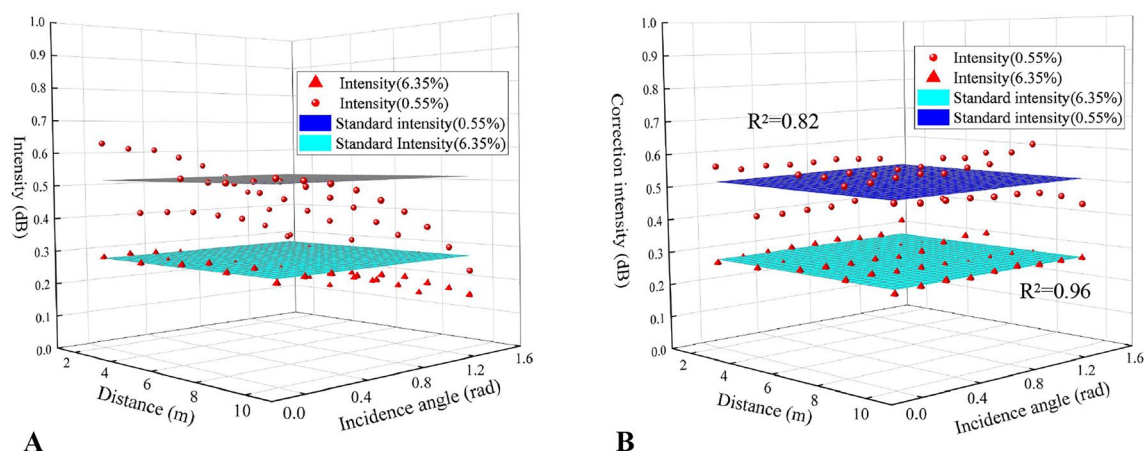 1.0
0.9
0.8
0.7
0.6
0.5
0.4
0.3
0.2
0.1
0.0
Intensity (dB)
Intensity(6.35%)
Intensity(0.55%)
Standard intensity(0.55%)
Standard Intensity(6.35%)
2
4
6
8
10
Distance (m)
0.0
0.4
0.8
1.2
1.6
Incidence angle (rad)
A
1.0
0.9
0.8
0.7
0.6
0.5
0.4
0.3
0.2
0.1
0.0
Correction intensity (dB)
Intensity(0.55%)
Intensity(6.35%)
Standard intensity(6.35%)
Standard intensity(0.55%)
R²=0.82
R²=0.96
2
4
6
8
10
Distance (m)
0.0
0.4
0.8
1.2
1.6
Incidence angle (rad)
B